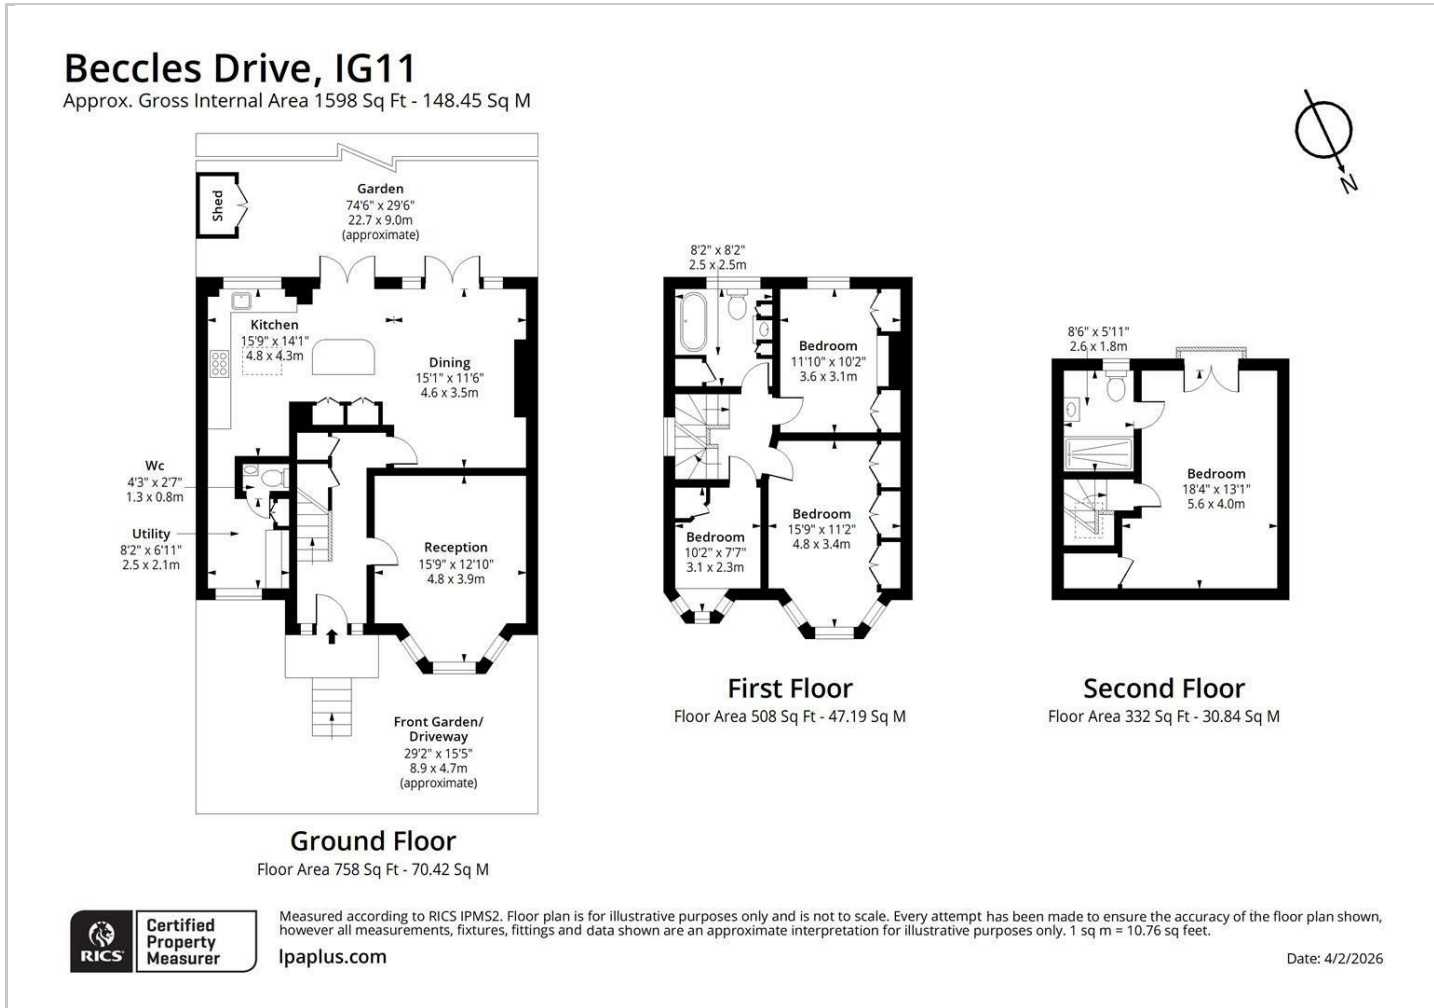 Beccles Drive, IG11
Approx. Gross Internal Area 1598 Sq Ft - 148.45 Sq M
N
Shed
Garden
74'6" x 29'6"
22.7 x 9.0m
(approximate)
Kitchen
15'9" x 14'1"
4.8 x 4.3m
Dining
15'1" x 11'6"
4.6 x 3.5m
Wc
4'3" x 2'7"
1.3 x 0.8m
Utility
8'2" x 6'11"
2.5 x 2.1m
Reception
15'9" x 12'10"
4.8 x 3.9m
Front Garden/
Driveway
29'2" x 15'5"
8.9 x 4.7m
(approximate)
Ground Floor
Floor Area 758 Sq Ft - 70.42 Sq M
8'2" x 8'2"
2.5 x 2.5m
Bedroom
11'10" x 10'2"
3.6 x 3.1m
Bedroom
15'9" x 11'2"
4.8 x 3.4m
Bedroom
10'2" x 7'7"
3.1 x 2.3m
First Floor
Floor Area 508 Sq Ft - 47.19 Sq M
8'6" x 5'11"
2.6 x 1.8m
Bedroom
18'4" x 13'1"
5.6 x 4.0m
Second Floor
Floor Area 332 Sq Ft - 30.84 Sq M
RICS
Certified
Property
Measurer
Measured according to RICS IPMS2. Floor plan is for illustrative purposes only and is not to scale. Every attempt has been made to ensure the accuracy of the floor plan shown,
however all measurements, fixtures, fittings and data shown are an approximate interpretation for illustrative purposes only. 1 sq m = 10.76 sq feet.
lpaplus.com
Date: 4/2/2026